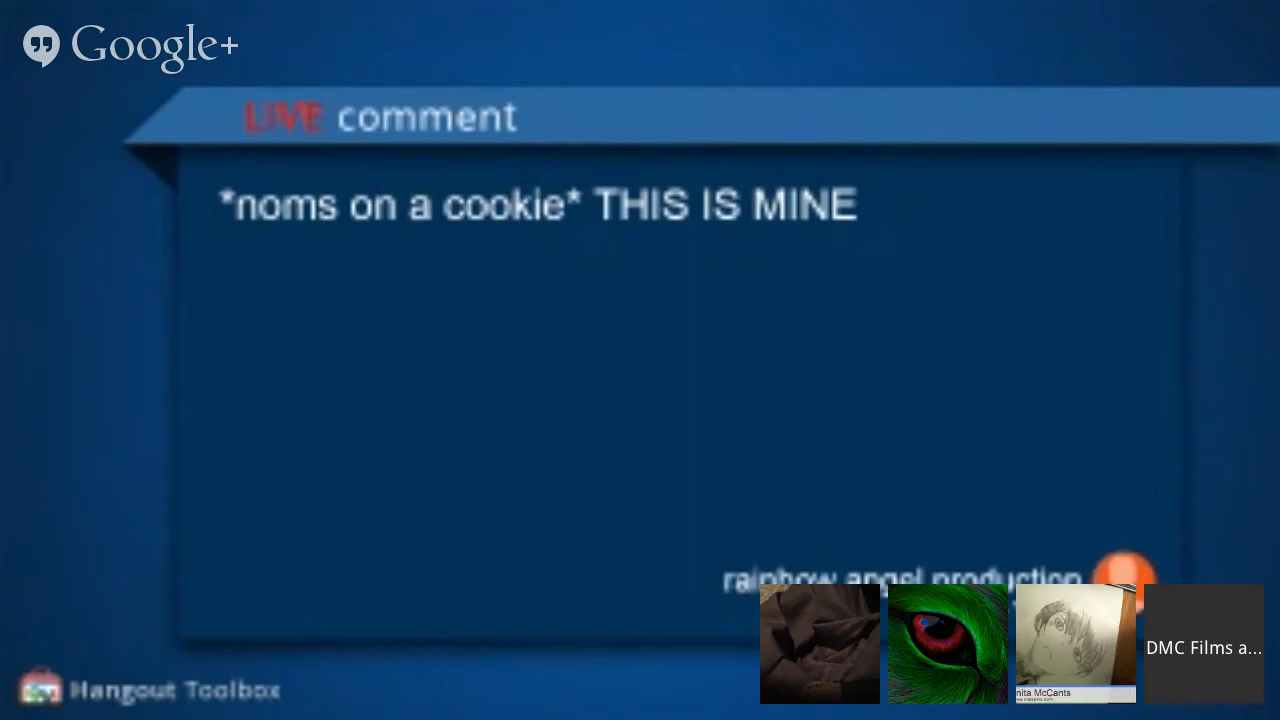 Google+
LIVE comment
*noms on a cookie* THIS IS MINE
rainbow angel production
DMC Films a...
nita McCants
Hangout Toolbox